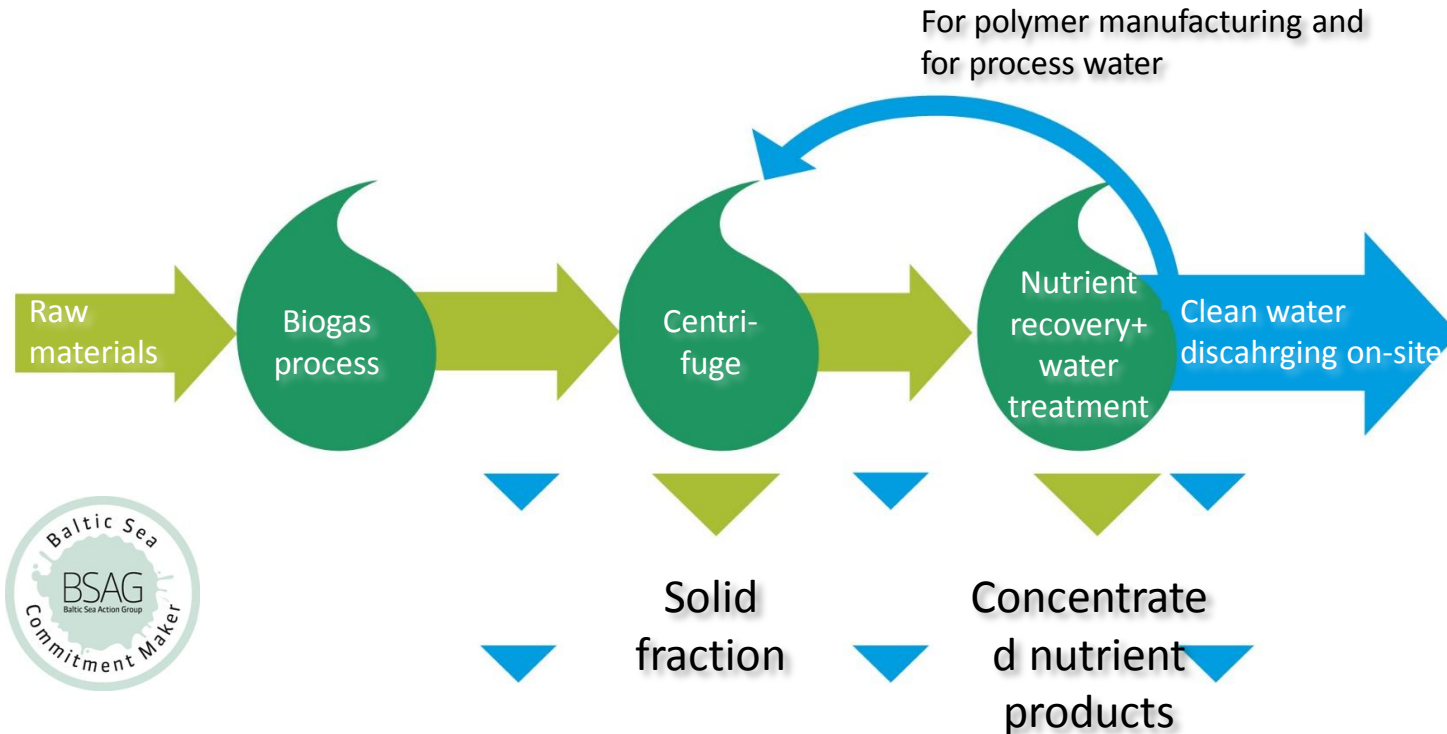 For polymer manufacturing and
for process water
Raw
materials
Biogas
process
Centri-
fuge
Nutrient
recovery+
water
treatment
Clean water
discahrging on-site
Baltic Sea
BSAG
Baltic Sea Action Group
Commitment Maker
Solid
fraction
Concentrate
d nutrient
products